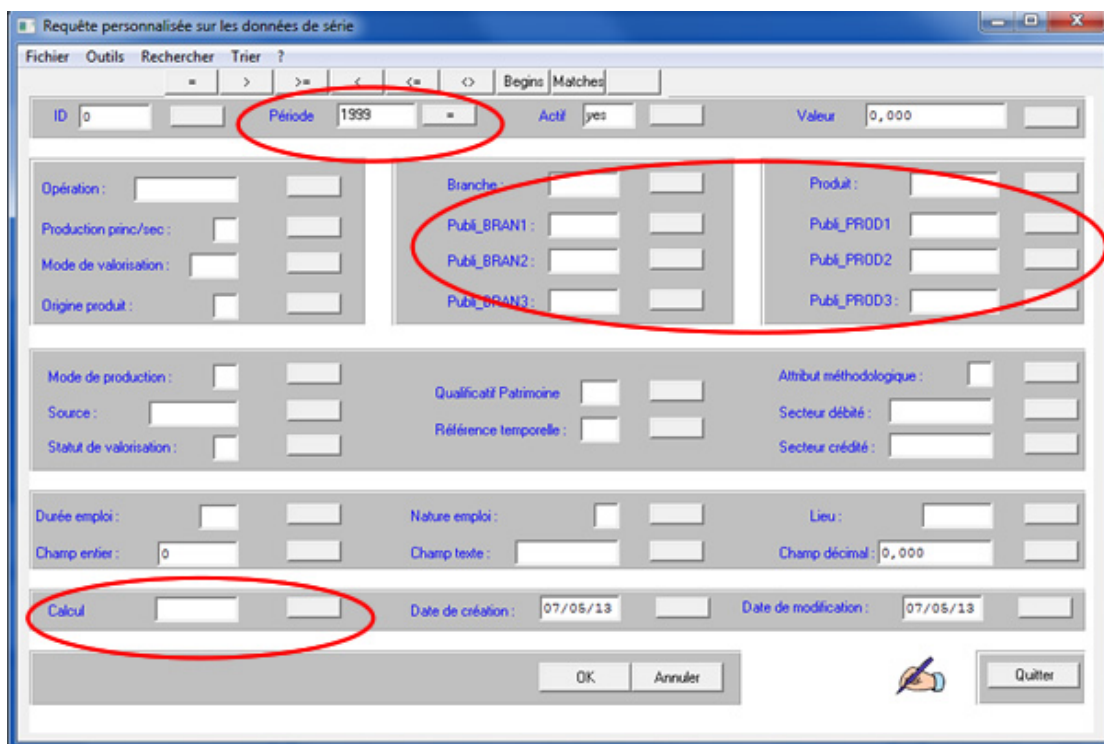 Requête personnalisée sur les données de série
Fichier Outils Rechercher Trier ?
= > >= < <= <> Begins Matches
ID 0 Période 1999 = Actif yes Valeur 0,000
Opération : Branche : Produit :
Production princ/sec : Publi_BRAN1 : Publi_PROD1
Mode de valorisation : Publi_BRAN2 : Publi_PROD2
Origine produit : Publi_BRAN3 : Publi_PROD3 :
Mode de production : Qualificatif Patrimoine Attribut méthodologique :
Source : Référence temporelle : Secteur débité :
Statut de valorisation : Secteur crédité :
Durée emploi : Nature emploi : Lieu :
Champ entier : 0 Champ texte : Champ décimal : 0,000
Calcul Date de création : 07/05/13 Date de modification : 07/05/13
OK Annuler Quitter